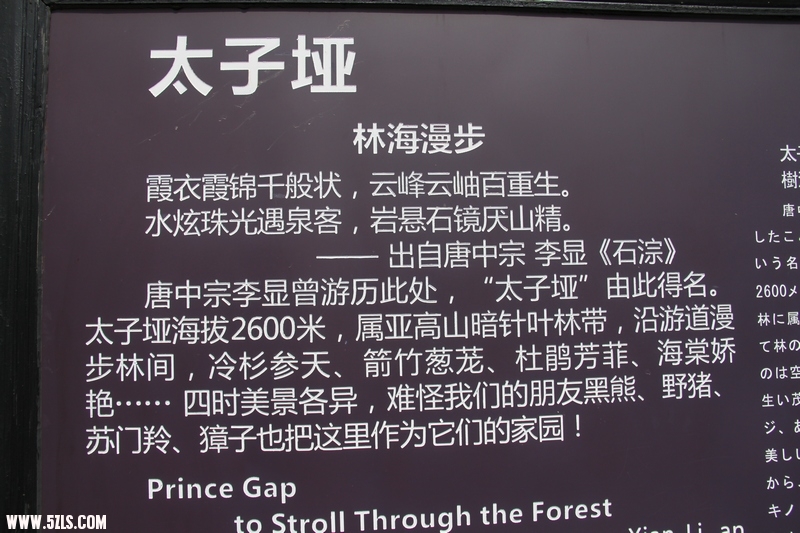 太子垭
林海漫步
霞衣霞锦千般状，云峰云岫百重生。
水炫珠光遇泉客，岩悬石镜厌山精。
—— 出自唐中宗 李显《石淙》
唐中宗李显曾游历此处，“太子垭”由此得名。
太子垭海拔2600米，属亚高山暗针叶林带，沿游道漫
步林间，冷杉参天、箭竹葱茏、杜鹃芳菲、海棠娇
艳…… 四时美景各异，难怪我们的朋友黑熊、野猪、
苏门羚、獐子也把这里作为它们的家园！
Prince Gap
to Stroll Through the Forest
太子
唐中
したこ
いう名
2600メ
林に属
て林の
のは空
生い茂
ジ、あ
美しい
から、
キノ
WWW.5ZLS.COM